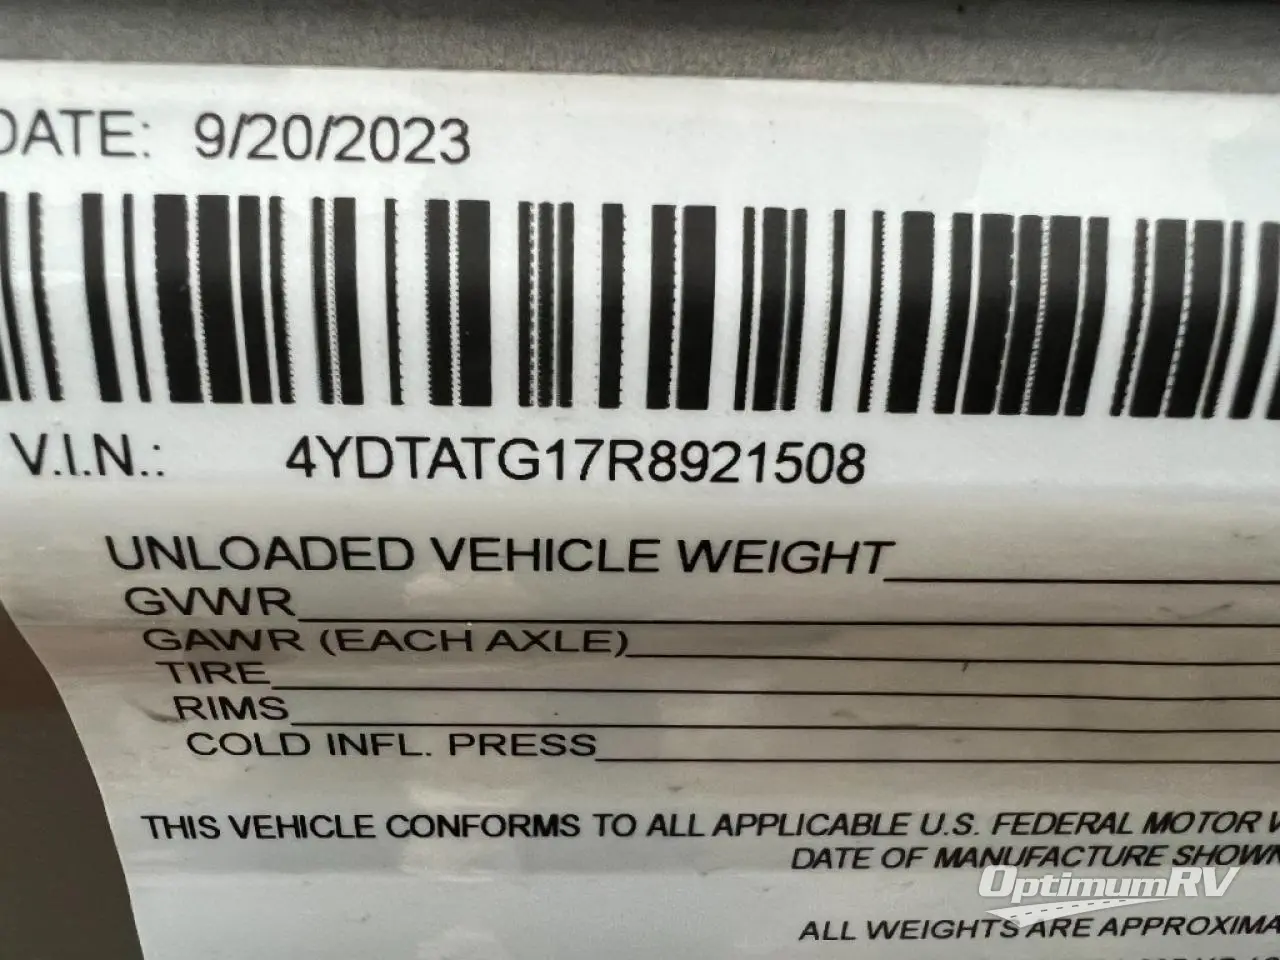 DATE: 9/20/2023
V.I.N.: 4YDTATG17R8921508
UNLOADED VEHICLE WEIGHT
GVWR
GAWR (EACH AXLE)
TIRE
RIMS
COLD INFL. PRESS
THIS VEHICLE CONFORMS TO ALL APPLICABLE U.S. FEDERAL MOTOR
DATE OF MANUFACTURE SHOWN
OptimumRV
ALL WEIGHTS ARE APPROXIMA